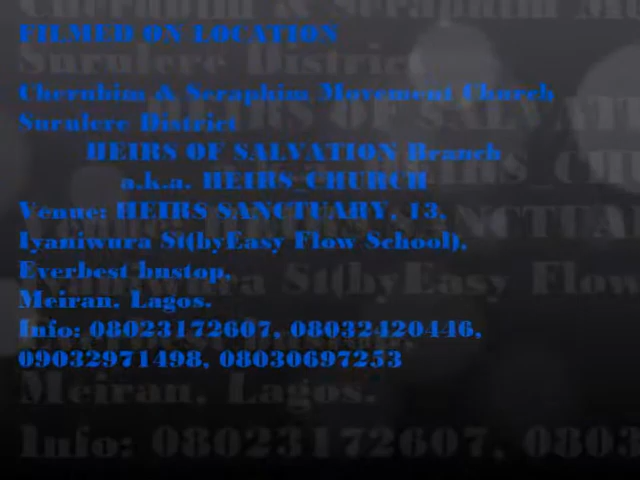 FILMED ON LOCATION
Cherubim & Seraphim Movement Church
Surulere District
HEIRS OF SALVATION Branch
a.k.a. HEIRS_CHURCH
Venue: HEIRS SANCTUARY, 13,
Iyaniwura St(byEasy Flow School),
Everbest bustop,
Meiran, Lagos.
Info: 08023172607, 08032420446,
09032971498, 08030697253